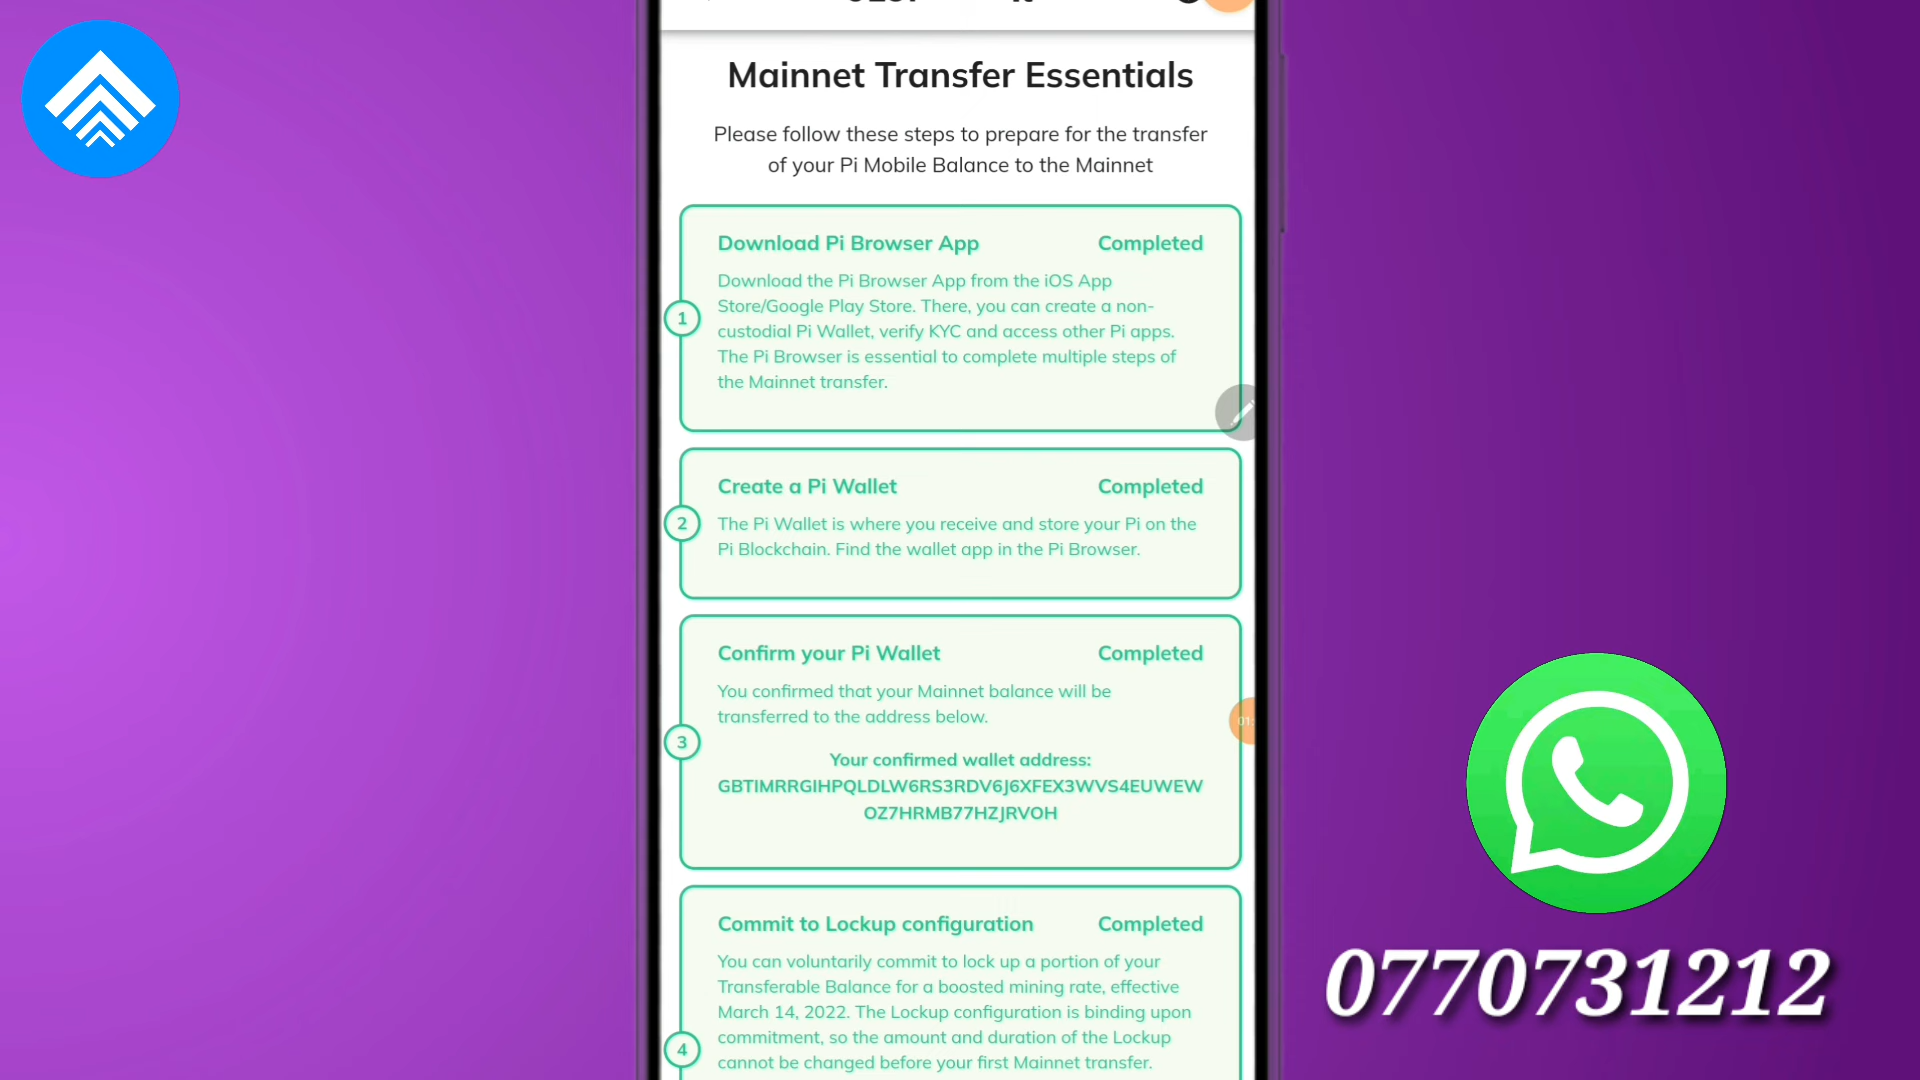 Mainnet Transfer Essentials
Please follow these steps to prepare for the transfer
of your Pi Mobile Balance to the Mainnet
Download Pi Browser App Completed
Download the Pi Browser App from the iOS App
Store/Google Play Store. There, you can create a non-
custodial Pi Wallet, verify KYC and access other Pi apps.
The Pi Browser is essential to complete multiple steps of
the Mainnet transfer.
1
Create a Pi Wallet Completed
The Pi Wallet is where you receive and store your Pi on the
Pi Blockchain. Find the wallet app in the Pi Browser.
2
Confirm your Pi Wallet Completed
You confirmed that your Mainnet balance will be
transferred to the address below.
3
Your confirmed wallet address:
GBTIMRRGIHPQLDLW6RS3RDV6J6XFEX3WVS4EUWEW
OZ7HRMB77HZJRVOH
Commit to Lockup configuration Completed
You can voluntarily commit to lock up a portion of your
Transferable Balance for a boosted mining rate, effective
March 14, 2022. The Lockup configuration is binding upon
commitment, so the amount and duration of the Lockup
cannot be changed before your first Mainnet transfer.
4
0770731212